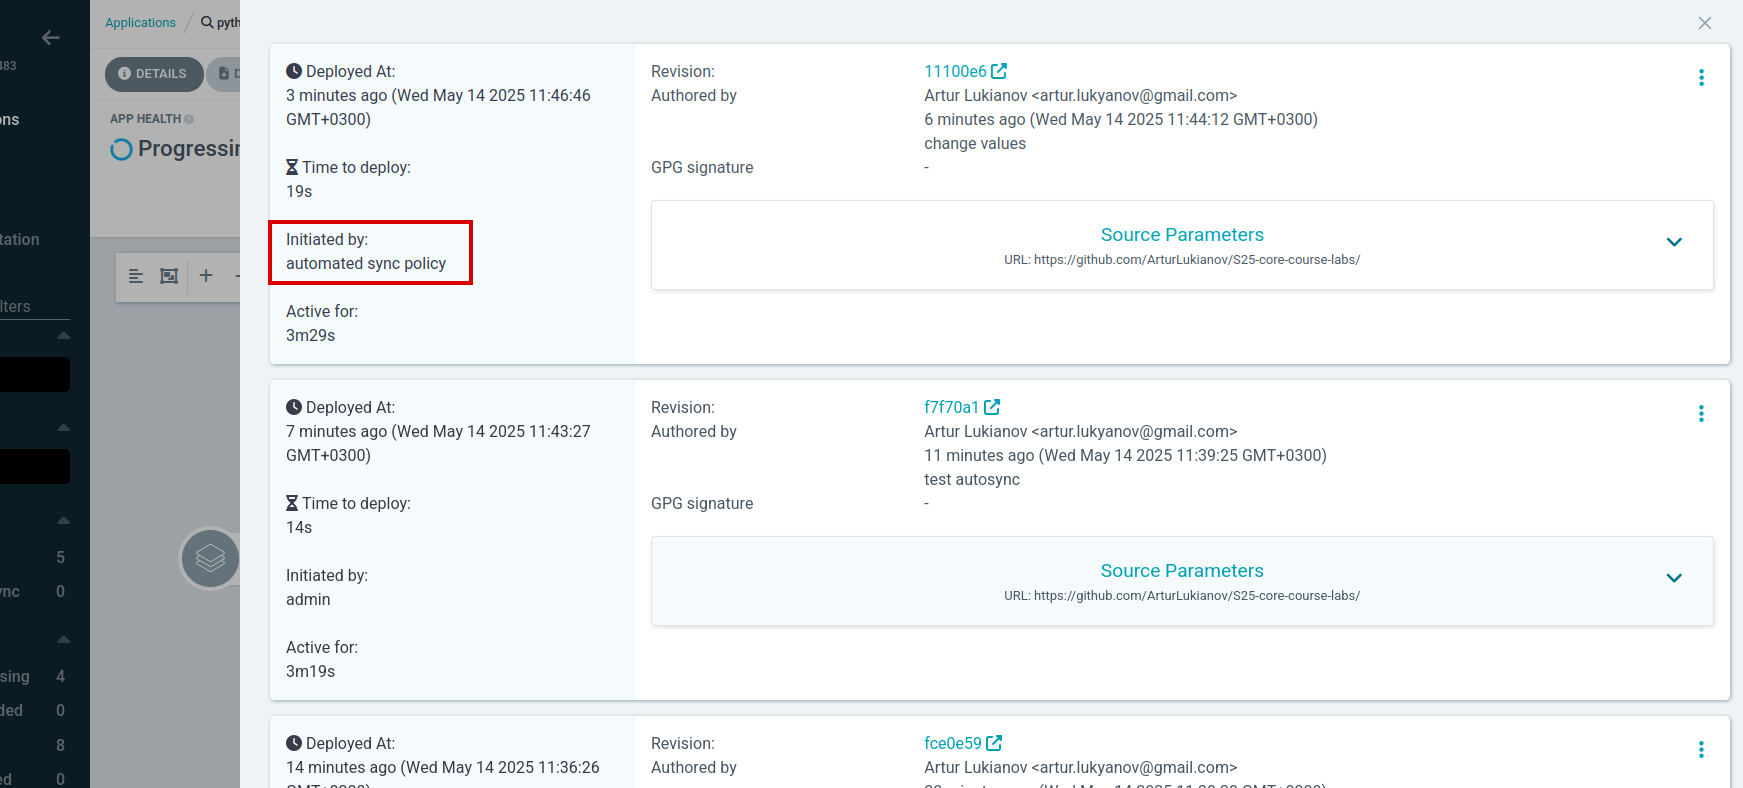 Applications
pyth
483
DETAILS
D
ons
APP HEALTH
Progressin
tation
lters
5
ync 0
sing 4
ded 0
8
ed 0
Deployed At:
3 minutes ago (Wed May 14 2025 11:46:46
GMT+0300)
Time to deploy:
19s
Initiated by:
automated sync policy
Active for:
3m29s
Revision: 11100e6
Authored by Artur Lukianov <artur.lukyanov@gmail.com>
6 minutes ago (Wed May 14 2025 11:44:12 GMT+0300)
change values
GPG signature -
Source Parameters
URL: https://github.com/ArturLukianov/S25-core-course-labs/
Deployed At:
7 minutes ago (Wed May 14 2025 11:43:27
GMT+0300)
Time to deploy:
14s
Initiated by:
admin
Active for:
3m19s
Revision: f7f70a1
Authored by Artur Lukianov <artur.lukyanov@gmail.com>
11 minutes ago (Wed May 14 2025 11:39:25 GMT+0300)
test autosync
GPG signature -
Source Parameters
URL: https://github.com/ArturLukianov/S25-core-course-labs/
Deployed At:
14 minutes ago (Wed May 14 2025 11:36:26
Revision: fce0e59
Authored by Artur Lukianov <artur.lukyanov@gmail.com>